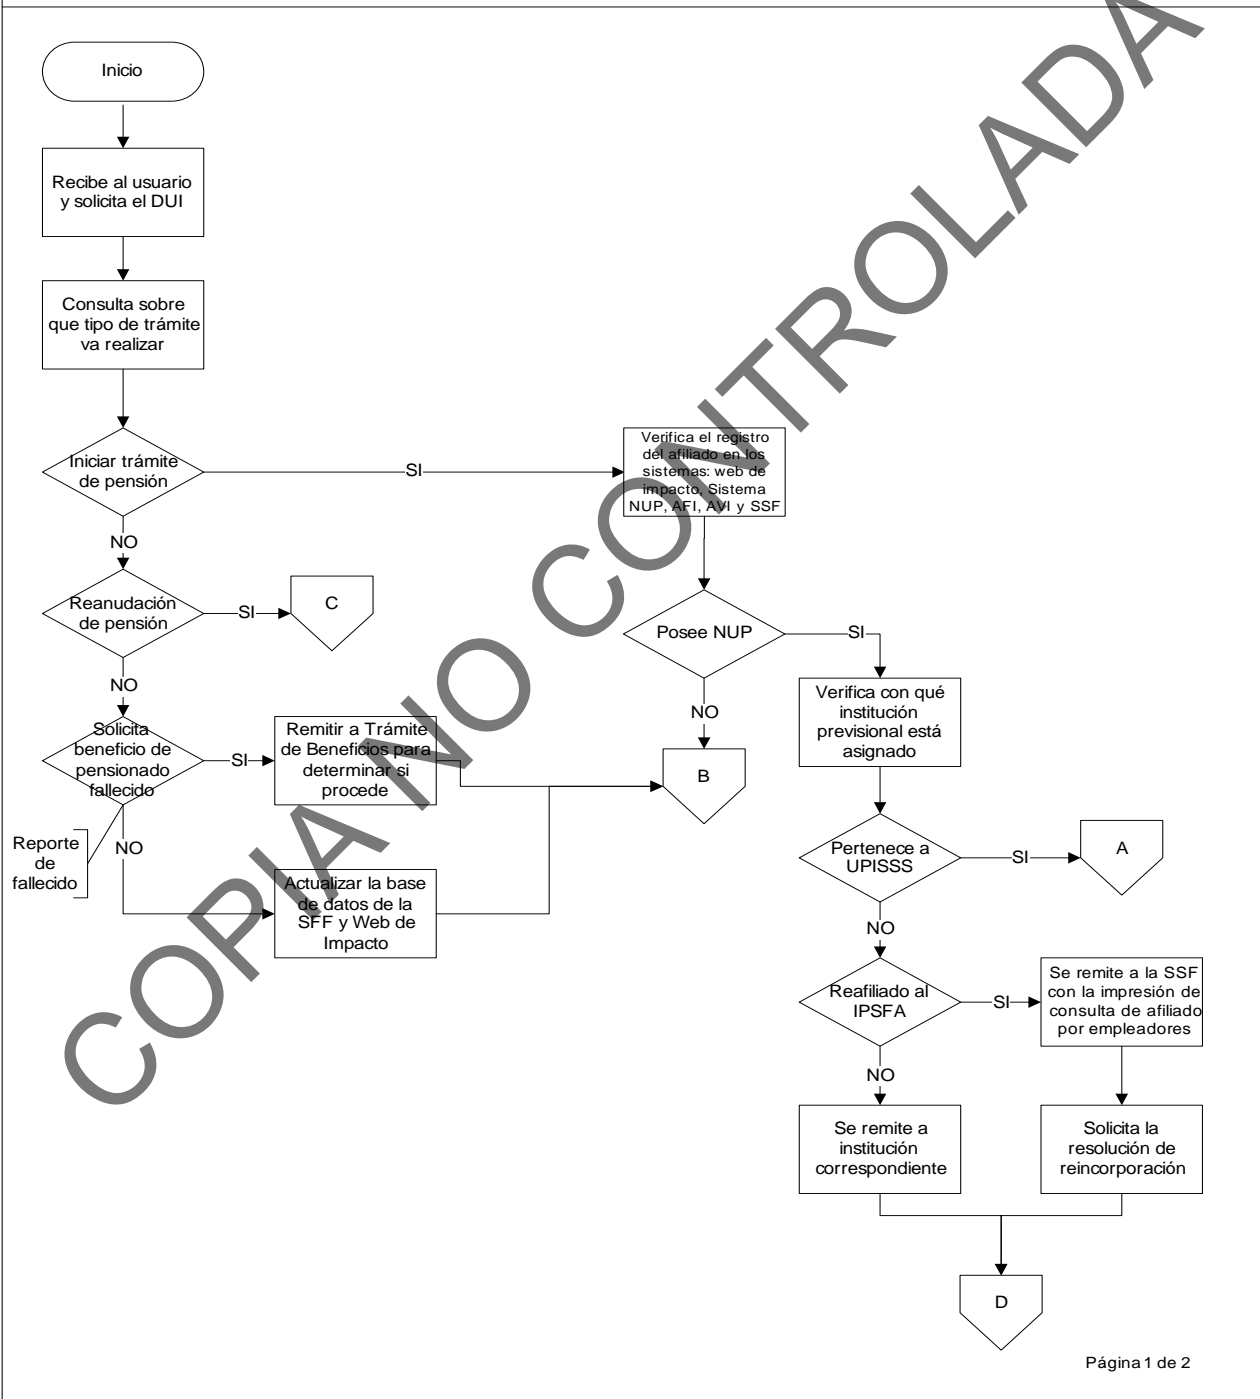 Inicio
Recibe al usuario
y solicita el DUI
Consulta sobre
que tipo de trámite
va realizar
Iniciar trámite
de pensión
SI
NO
Verifica el registro
del afiliado en los
sistemas: web de
impacto, Sistema
NUP, AFI, AVI y SSF
Reanudación
de pensión
SI
C
NO
Posee NUP
SI
NO
Verifica con qué
institución
previsional está
asignado
Solicita
beneficio de
pensionado
fallecido
SI
Remitir a Trámite
de Beneficios para
determinar si
procede
B
Reporte
de
fallecido
NO
Actualizar la base
de datos de la
SFF y Web de
Impacto
Pertenece a
UPISSS
SI
A
NO
Reafiliado al
IPSFA
SI
Se remite a la SSF
con la impresión de
consulta de afiliado
por empleadores
NO
Se remite a
institución
correspondiente
Solicita la
resolución de
reincorporación
D
Página 1 de 2
COPIA NO CONTROLADA